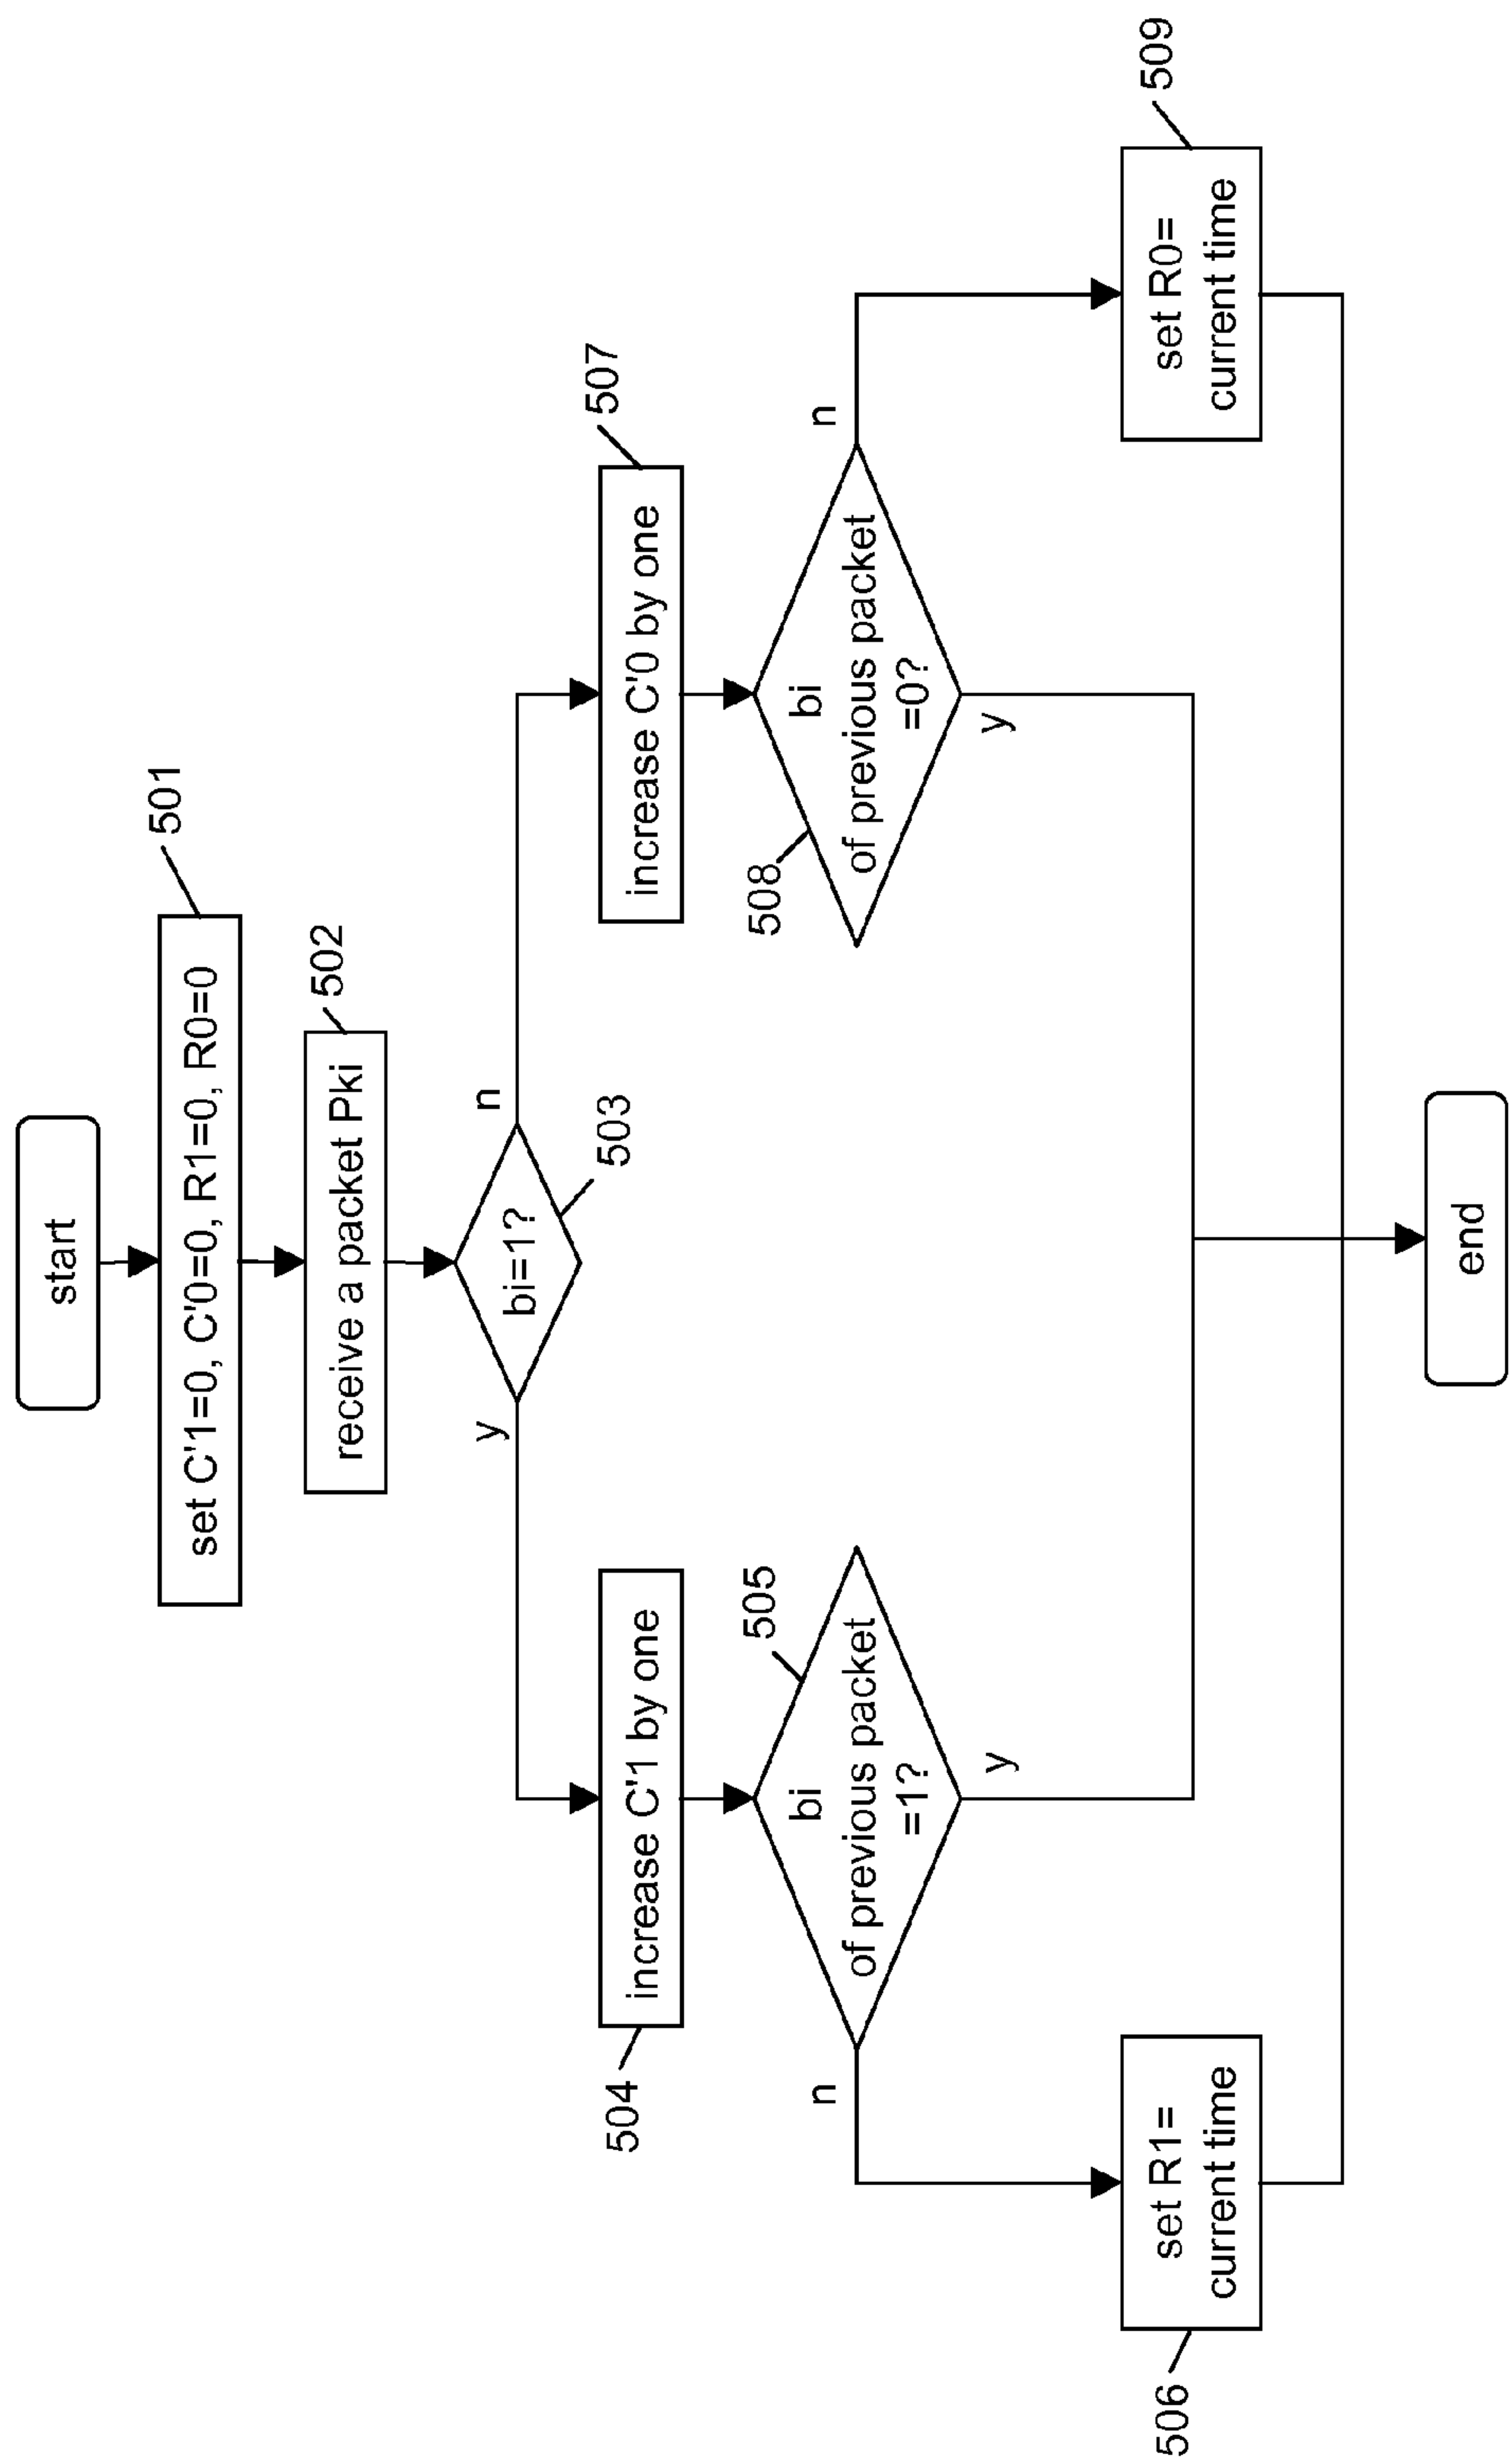 start
501
set C'1=0, C'0=0, R1=0, R0=0
502
receive a packet Pki
503
bi=1?
y
n
504
increase C'1 by one
507
increase C'0 by one
505
bi
of previous packet
=1?
n
y
508
bi
of previous packet
=0?
n
y
506
set R1=
current time
509
set R0=
current time
end